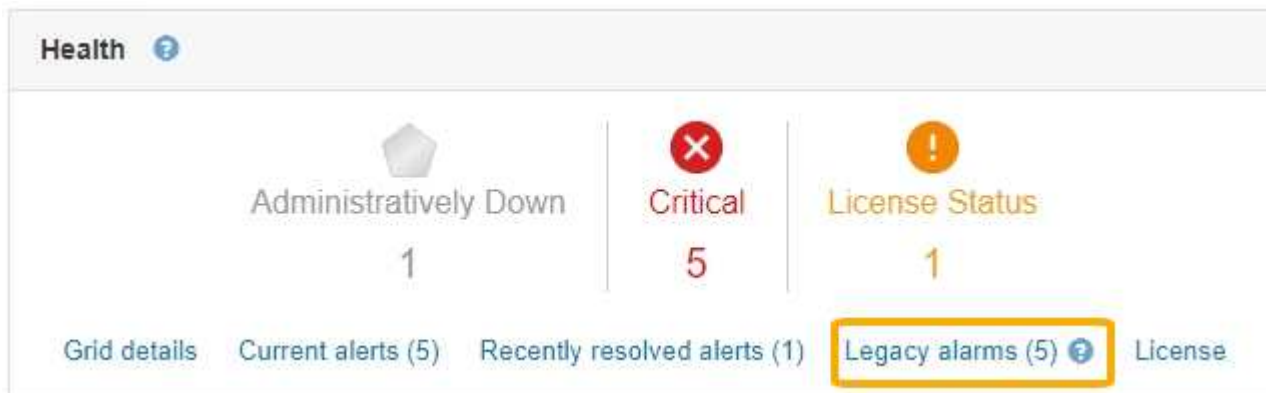 Health
Administratively Down
1
Critical
5
License Status
1
Grid details Current alerts (5) Recently resolved alerts (1) Legacy alarms (5) License